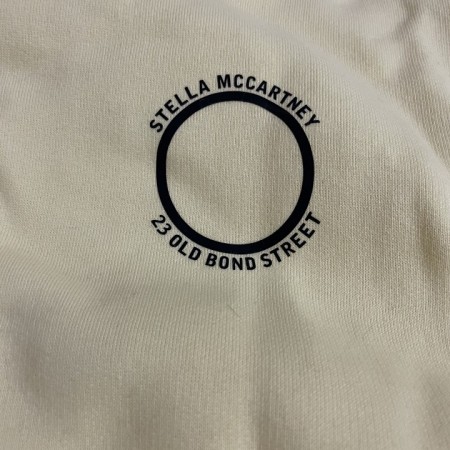 STELLA MCCARTNEY
23 OLD BOND STREET